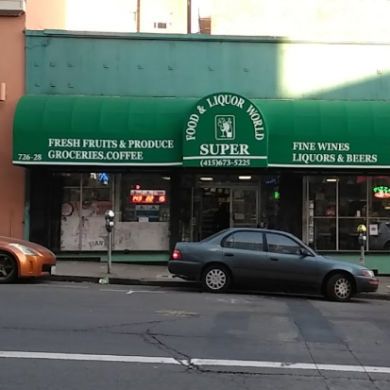 FOOD & LIQUOR WORLD
SUPER
(415)673-5225
726-28
FRESH FRUITS & PRODUCE
GROCERIES.COFFEE
FINE WINES
LIQUORS & BEERS